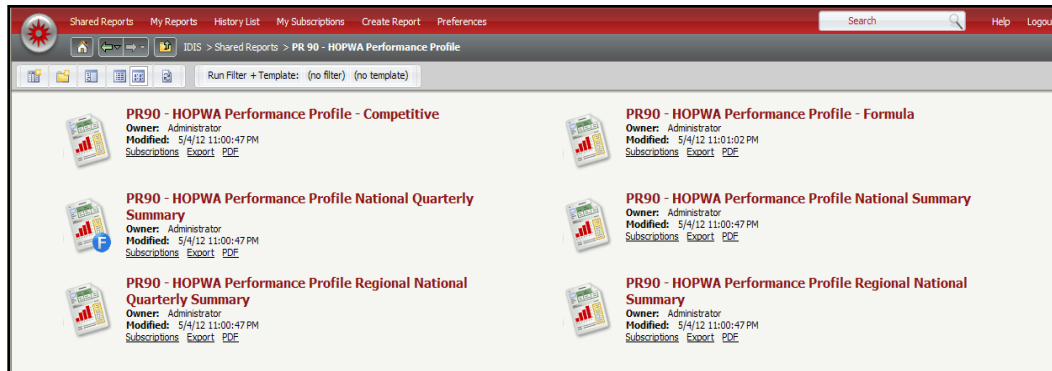 Shared Reports My Reports History List My Subscriptions Create Report Preferences Search Help Logout
IDIS > Shared Reports > PR 90 - HOPWA Performance Profile
Run Filter + Template: (no filter) (no template)
PR90 - HOPWA Performance Profile - Competitive
Owner: Administrator
Modified: 5/4/12 11:00:47 PM
Subscriptions Export PDF
PR90 - HOPWA Performance Profile - Formula
Owner: Administrator
Modified: 5/4/12 11:01:02 PM
Subscriptions Export PDF
PR90 - HOPWA Performance Profile National Quarterly
Summary
Owner: Administrator
Modified: 5/4/12 11:00:47 PM
Subscriptions Export PDF
F
PR90 - HOPWA Performance Profile National Summary
Owner: Administrator
Modified: 5/4/12 11:00:47 PM
Subscriptions Export PDF
PR90 - HOPWA Performance Profile Regional National
Quarterly Summary
Owner: Administrator
Modified: 5/4/12 11:00:47 PM
Subscriptions Export PDF
PR90 - HOPWA Performance Profile Regional National
Summary
Owner: Administrator
Modified: 5/4/12 11:00:47 PM
Subscriptions Export PDF